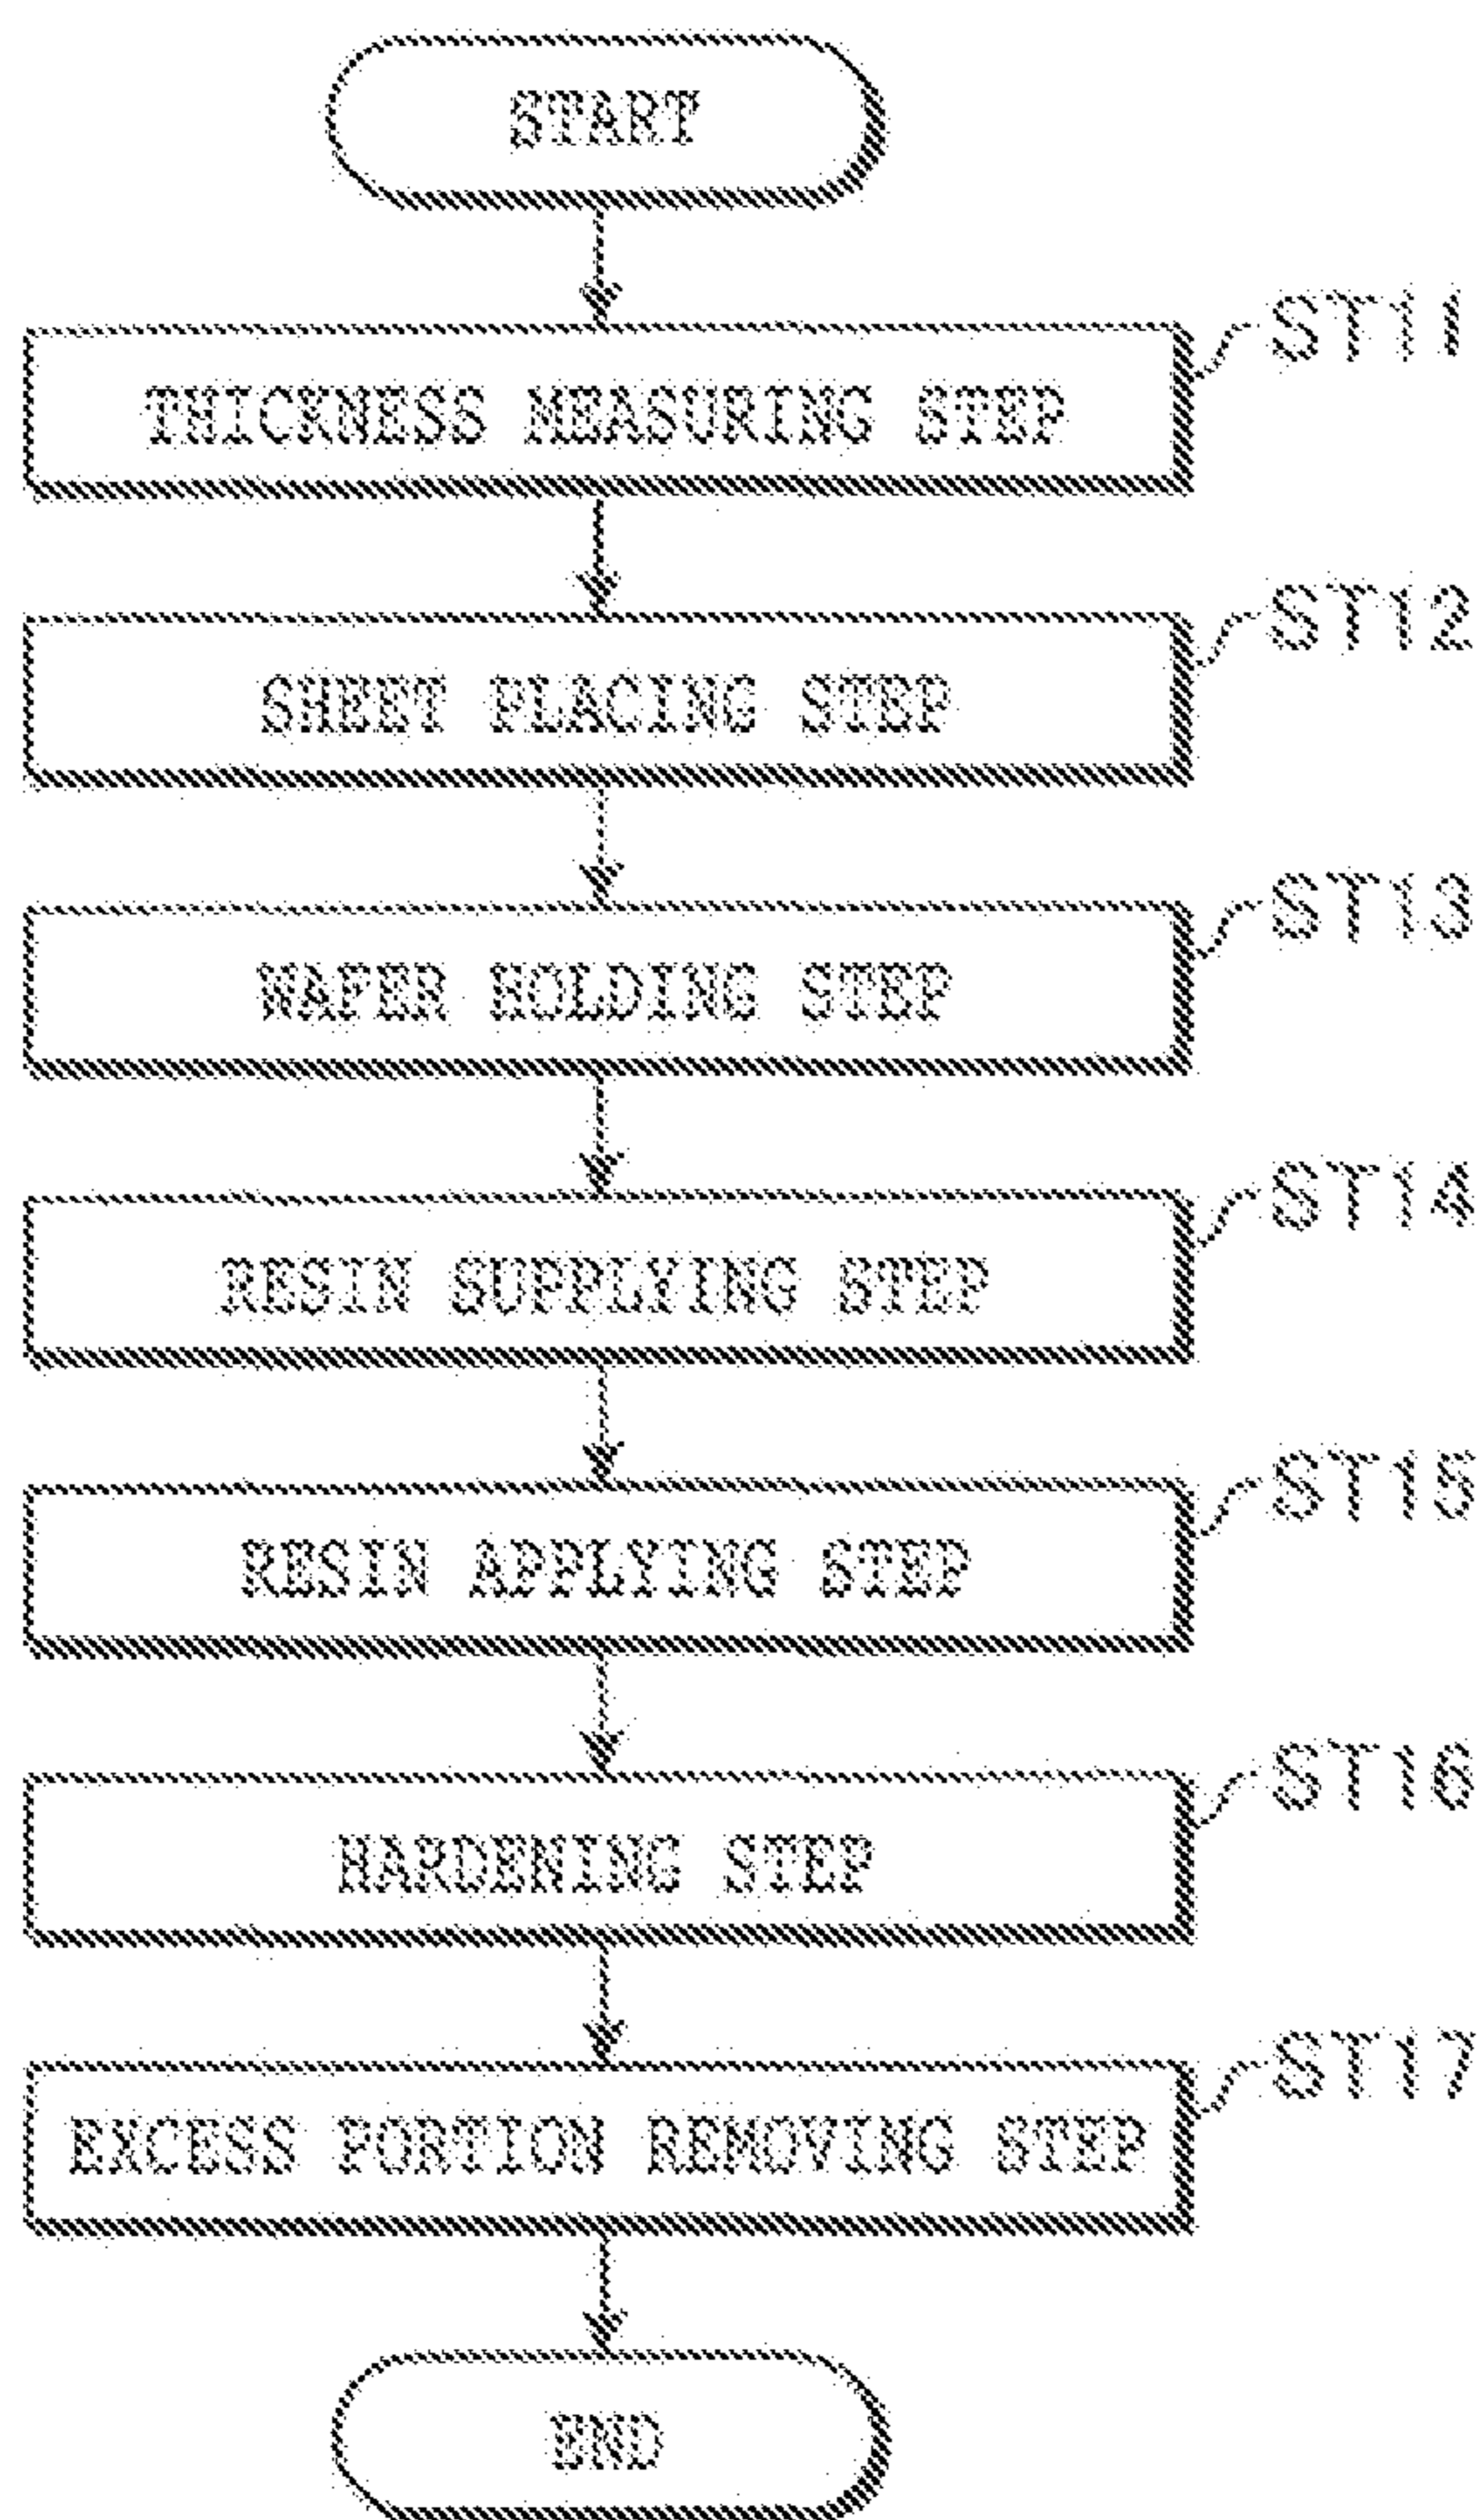 START
ST11
THICKNESS MEASURING STEP
ST12
SHEET PLACING STEP
ST13
WAFER HOLDING STEP
ST14
RESIN SUPPLYING STEP
ST15
RESIN APPLYING STEP
ST16
HARDENING STEP
ST17
EXCESS PORTION REMOVING STEP
END